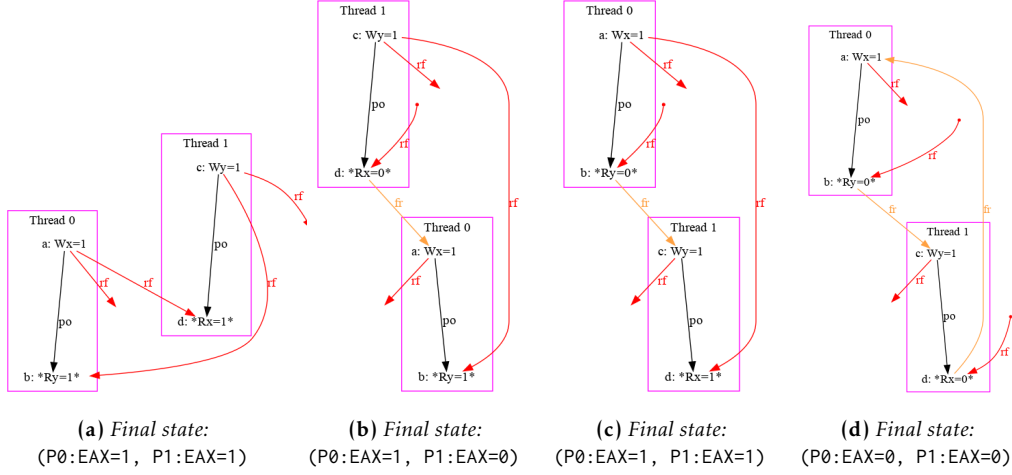 Thread 0
a: Wx=1
rf
rf
po
b: *Ry=1*
Thread 1
c: Wy=1
rf
po
rf
d: *Rx=1*
(a) Final state:
(P0:EAX=1, P1:EAX=1)
Thread 1
c: Wy=1
rf
po
rf
d: *Rx=0*
fr
rf
Thread 0
a: Wx=1
rf
po
b: *Ry=1*
(b) Final state:
(P0:EAX=1, P1:EAX=0)
Thread 0
a: Wx=1
rf
po
rf
b: *Ry=0*
fr
rf
Thread 1
c: Wy=1
rf
po
d: *Rx=1*
(c) Final state:
(P0:EAX=1, P1:EAX=1)
Thread 0
a: Wx=1
rf
po
rf
b: *Ry=0*
fr
fr
Thread 1
c: Wy=1
rf
po
rf
d: *Rx=0*
(d) Final state:
(P0:EAX=0, P1:EAX=0)